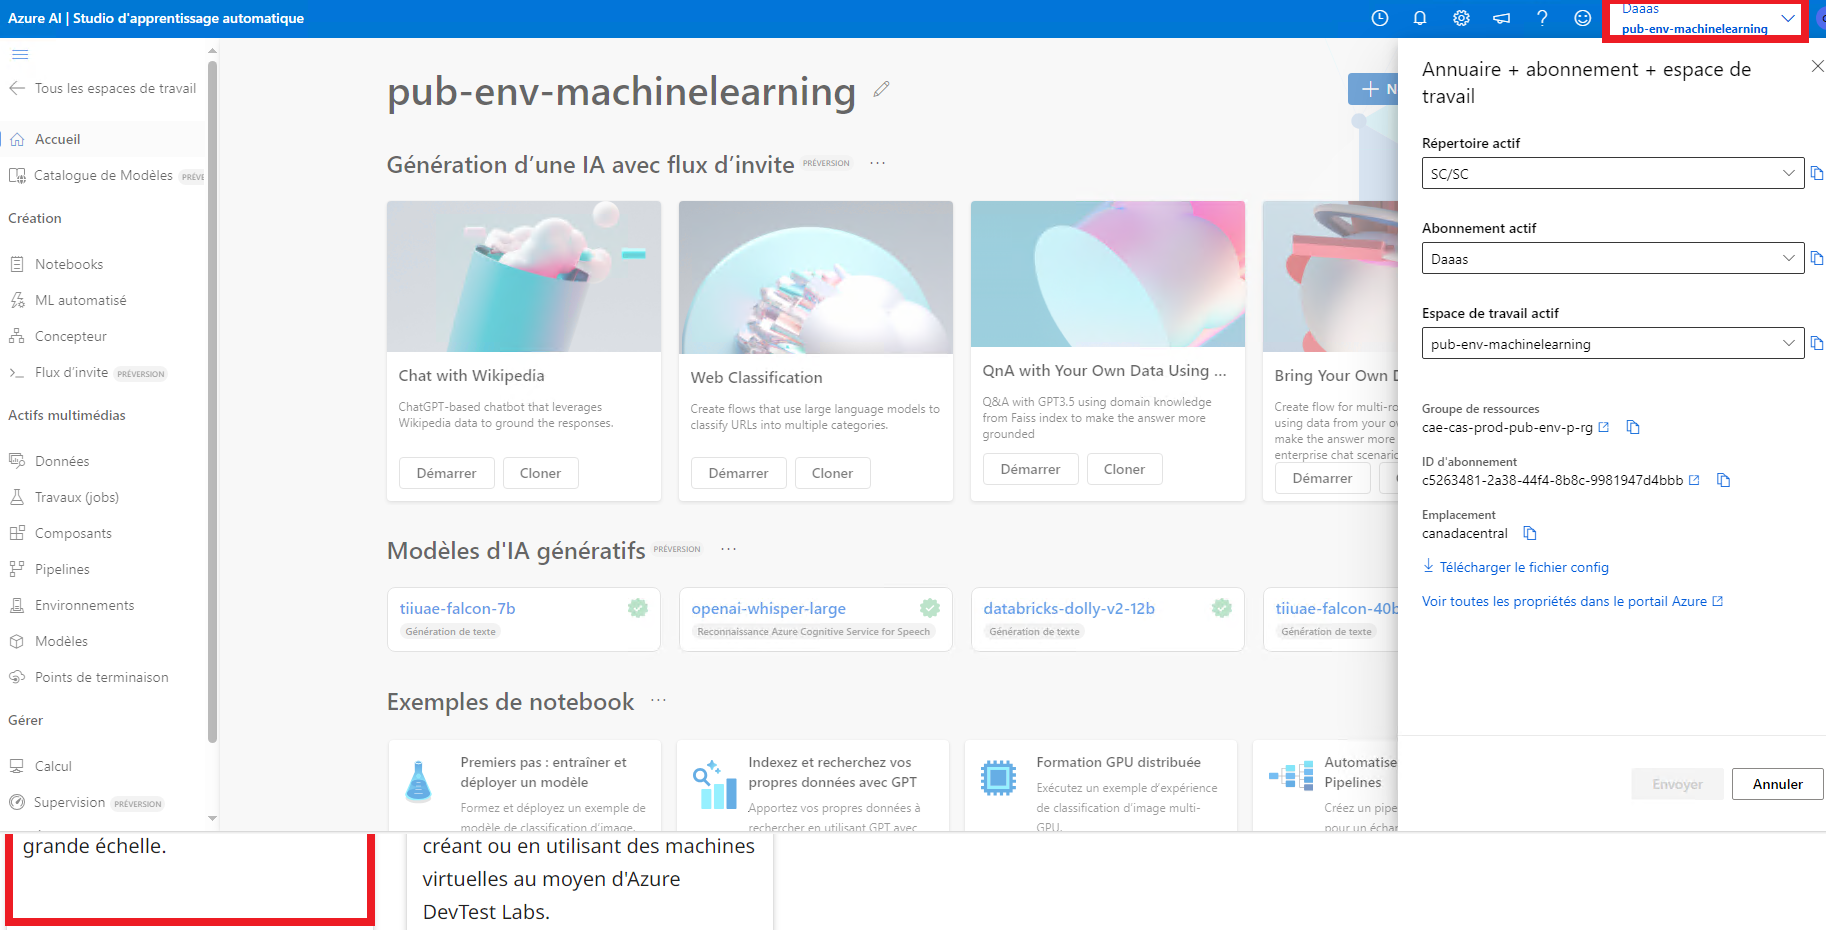 Azure AI | Studio d'apprentissage automatique
Daaas
pub-env-machinelearning
Tous les espaces de travail
Accueil
Catalogue de Modèles
Création
Notebooks
ML automatisé
Concepteur
Flux d'invite PRÉVERSION
Actifs multimédias
Données
Travaux (jobs)
Composants
Pipelines
Environnements
Modèles
Points de terminaison
Gérer
Calcul
Supervision PRÉVERSION
pub-env-machinelearning
Génération d’une IA avec flux d’invite PRÉVERSION ...
Chat with Wikipedia
ChatGPT-based chatbot that leverages
Wikipedia data to ground the responses.
Démarrer Cloner
Web Classification
Create flows that use large language models to
classify URLs into multiple categories.
Démarrer Cloner
QnA with Your Own Data Using ...
Q&A with GPT3.5 using domain knowledge
from Faiss index to make the answer more
grounded
Démarrer Cloner
Bring Your Own
Create flow for multi-ro
using data from your o
make the answer more
enterprise chat scenario
Démarrer
Modèles d'IA génératifs PRÉVERSION ...
tiiuae-falcon-7b
Génération de texte
openai-whisper-large
Reconnaissance Azure Cognitive Service for Speech
databricks-dolly-v2-12b
Génération de texte
tiiuae-falcon-40b
Génération de texte
Exemples de notebook ...
Premiers pas : entraîner et
déployer un modèle
Formez et déployez un exemple de
modèle de classification d'image.
Indexez et recherchez vos
propres données avec GPT
Apportez vos propres données à
rechercher en utilisant GPT avec
Formation GPU distribuée
Exécutez un exemple d'expérience
de classification d'image multi-
GPU.
Automatise
Pipelines
Créez un pipe
pour un échan
Annuaire + abonnement + espace de
travail
Répertoire actif
SC/SC
Abonnement actif
Daaas
Espace de travail actif
pub-env-machinelearning
Groupe de ressources
cae-cas-prod-pub-env-p-rg
ID d'abonnement
c5263481-2a38-44f4-8b8c-9981947d4bbb
Emplacement
canadacentral
Télécharger le fichier config
Voir toutes les propriétés dans le portail Azure
Envoyer Annuler
grande échelle.
créant ou en utilisant des machines
virtuelles au moyen d'Azure
DevTest Labs.